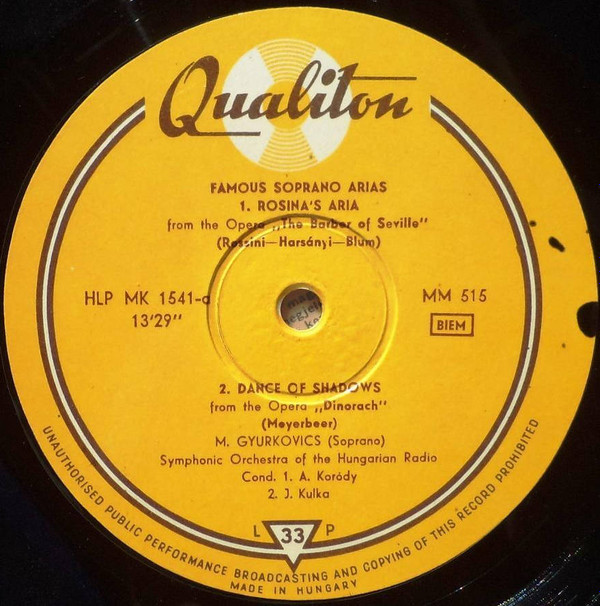 Qualiton
FAMOUS SOPRANO ARIAS
1. ROSINA'S ARIA
from the Opera „The Barber of Seville"
(Rossini—Harsányi—Blum)
HLP MK 1541-a
13'29"
MM 515
BIEM
2. DANCE OF SHADOWS
from the Opera „Dinorach"
(Meyerbeer)
M. GYURKOVICS (Soprano)
Symphonic Orchestra of the Hungarian Radio
Cond. 1. A. Koródy
2. J. Kulka
L 33 P
UNAUTHORISED PUBLIC PERFORMANCE BROADCASTING AND COPYING OF THIS RECORD PROHIBITED
MADE IN HUNGARY